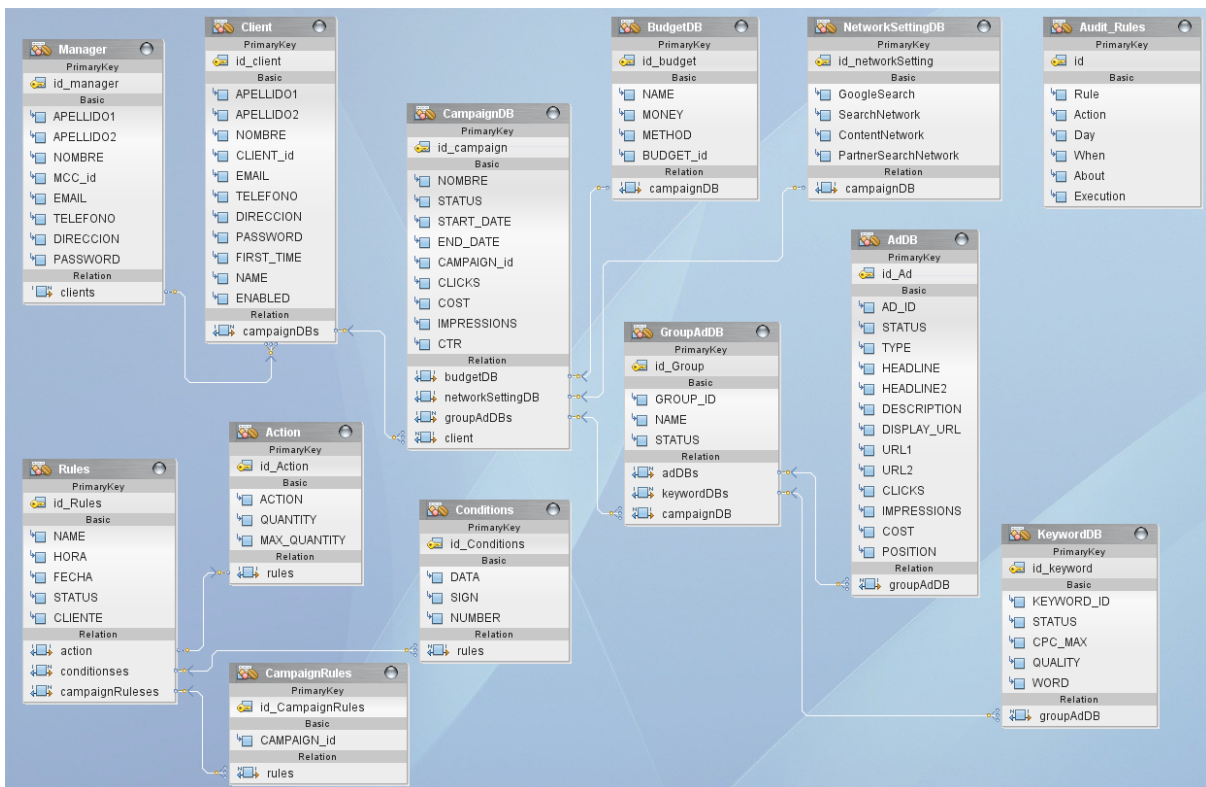 Manager
PrimaryKey
id_manager
Basic
APELLIDO1
APELLIDO2
NOMBRE
MCC_id
EMAIL
TELEFONO
DIRECCION
PASSWORD
Relation
clients
Client
PrimaryKey
id_client
Basic
APELLIDO1
APELLIDO2
NOMBRE
CLIENT_id
EMAIL
TELEFONO
DIRECCION
PASSWORD
FIRST_TIME
NAME
ENABLED
Relation
campaignDBs
CampaignDB
PrimaryKey
id_campaign
Basic
NOMBRE
STATUS
START_DATE
END_DATE
CAMPAIGN_id
CLICKS
COST
IMPRESSIONS
CTR
Relation
budgetDB
networkSettingDB
groupAdDBs
client
BudgetDB
PrimaryKey
id_budget
Basic
NAME
MONEY
METHOD
BUDGET_id
Relation
campaignDB
NetworkSettingDB
PrimaryKey
id_networkSetting
Basic
GoogleSearch
SearchNetwork
ContentNetwork
PartnerSearchNetwork
Relation
campaignDB
Audit_Rules
PrimaryKey
id
Basic
Rule
Action
Day
When
About
Execution
GroupAdDB
PrimaryKey
id_Group
Basic
GROUP_ID
NAME
STATUS
Relation
adDBs
keywordDBs
campaignDB
AdDB
PrimaryKey
id_Ad
Basic
AD_ID
STATUS
TYPE
HEADLINE
HEADLINE2
DESCRIPTION
DISPLAY_URL
URL1
URL2
CLICKS
IMPRESSIONS
COST
POSITION
Relation
groupAdDB
Rules
PrimaryKey
id_Rules
Basic
NAME
HORA
FECHA
STATUS
CLIENTE
Relation
action
conditionses
campaignRuleses
Action
PrimaryKey
id_Action
Basic
ACTION
QUANTITY
MAX_QUANTITY
Relation
rules
Conditions
PrimaryKey
id_Conditions
Basic
DATA
SIGN
NUMBER
Relation
rules
CampaignRules
PrimaryKey
id_CampaignRules
Basic
CAMPAIGN_id
Relation
rules
KeywordDB
PrimaryKey
id_keyword
Basic
KEYWORD_ID
STATUS
CPC_MAX
QUALITY
WORD
Relation
groupAdDB